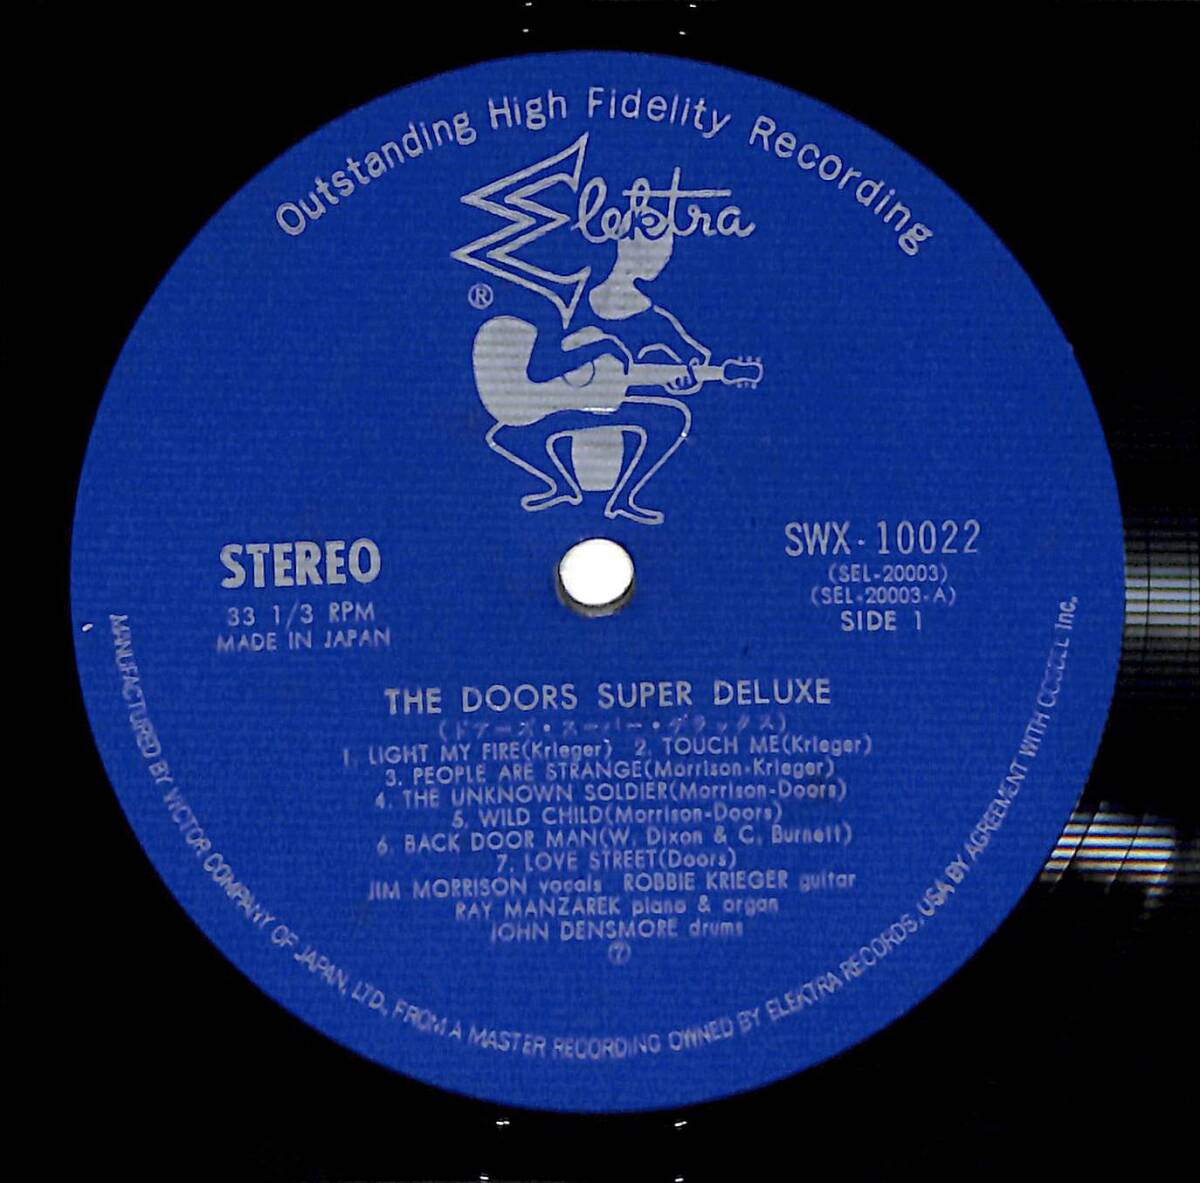 Outstanding High Fidelity Recording
Elektra
®
STEREO
33 1/3 RPM
MADE IN JAPAN
SWX-10022
(SEL-20003)
(SEL-20003-A)
SIDE 1
THE DOORS SUPER DELUXE
(ドアーズ・スーパー・デラックス)
1. LIGHT MY FIRE(Krieger) 2. TOUCH ME(Krieger)
3. PEOPLE ARE STRANGE(Morrison-Krieger)
4. THE UNKNOWN SOLDIER(Morrison-Doors)
5. WILD CHILD(Morrison-Doors)
6. BACK DOOR MAN(W. Dixon & C. Burnett)
7. LOVE STREET(Doors)
JIM MORRISON vocals ROBBIE KRIEGER guitar
RAY MANZAREK piano & organ
JOHN DENSMORE drums
⑦
MANUFACTURED BY VICTOR COMPANY OF JAPAN, LTD., FROM A MASTER RECORDING OWNED BY ELEKTRA RECORDS, USA BY AGREEMENT WITH Inc.